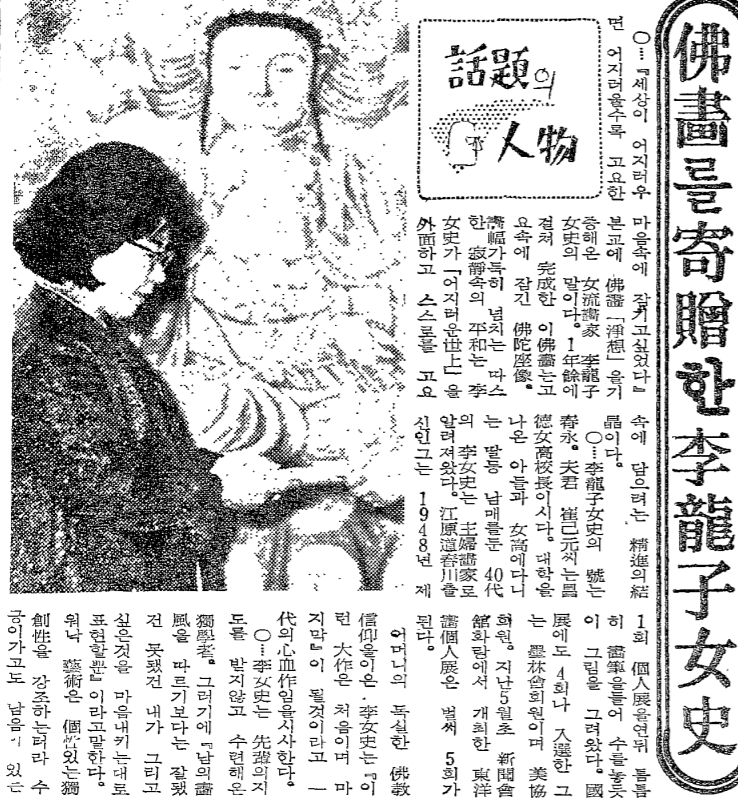 佛畵를 寄贈한 李龍子女史
話題의
人物
○…『세상이 어지러우
면 어지러울수록 고요한
마음속에 잠기고싶었다』
본교에 佛畵「淨想」을기
증해온 女流畵家 李龍子
女史의 말이다. 1年餘에
걸쳐 完成한 이佛畵는고
요속에 잠긴 佛陀座像。
畵幅가득히 넘치는 따스
한 寂靜속의 平和는 李
女史가「어지러운世上」을
外面하고 스스로를 고요
속에 담으려는 精進의結
晶이다。
○…李龍子女史의 號는
春永。夫君 崔己元씨는昌
德女高校長이시다。대학을
나온 아들과 女高에다니
는 딸등 남매를둔 40代
의 李女史는 主婦畵家로
알려져왔다。江原道春川출
신인그는 1948년 제
1회 個人展을연뒤 틈틈
히 畵筆을들어 수를놓듯
이 그림을 그려왔다。國
展에도 4회나 入選한 그
는 墨林會회원이며 美協
회원。지난5월초 新聞會
館화랑에서 개최한 東洋
畵個人展은 벌써 5회가
된다。
어머니의 독실한 佛敎
信仰을이은 李女史는『이
런 大作은 처음이며 마
지막』이 될것이라고 一
代의心血作임을시사한다。
○…李女史는 先輩의지
도를 받지않고 수련해온
獨學者。그러기에『남의畵
風을 따르기보다는 잘됐
건 못됐건 내가 그리고
싶은것을 마음내키는대로
표현할뿐』이라고말한다。
워낙 藝術은 個性있는獨
創性을 강조하는터라 수
긍이가고도 남음이 있는